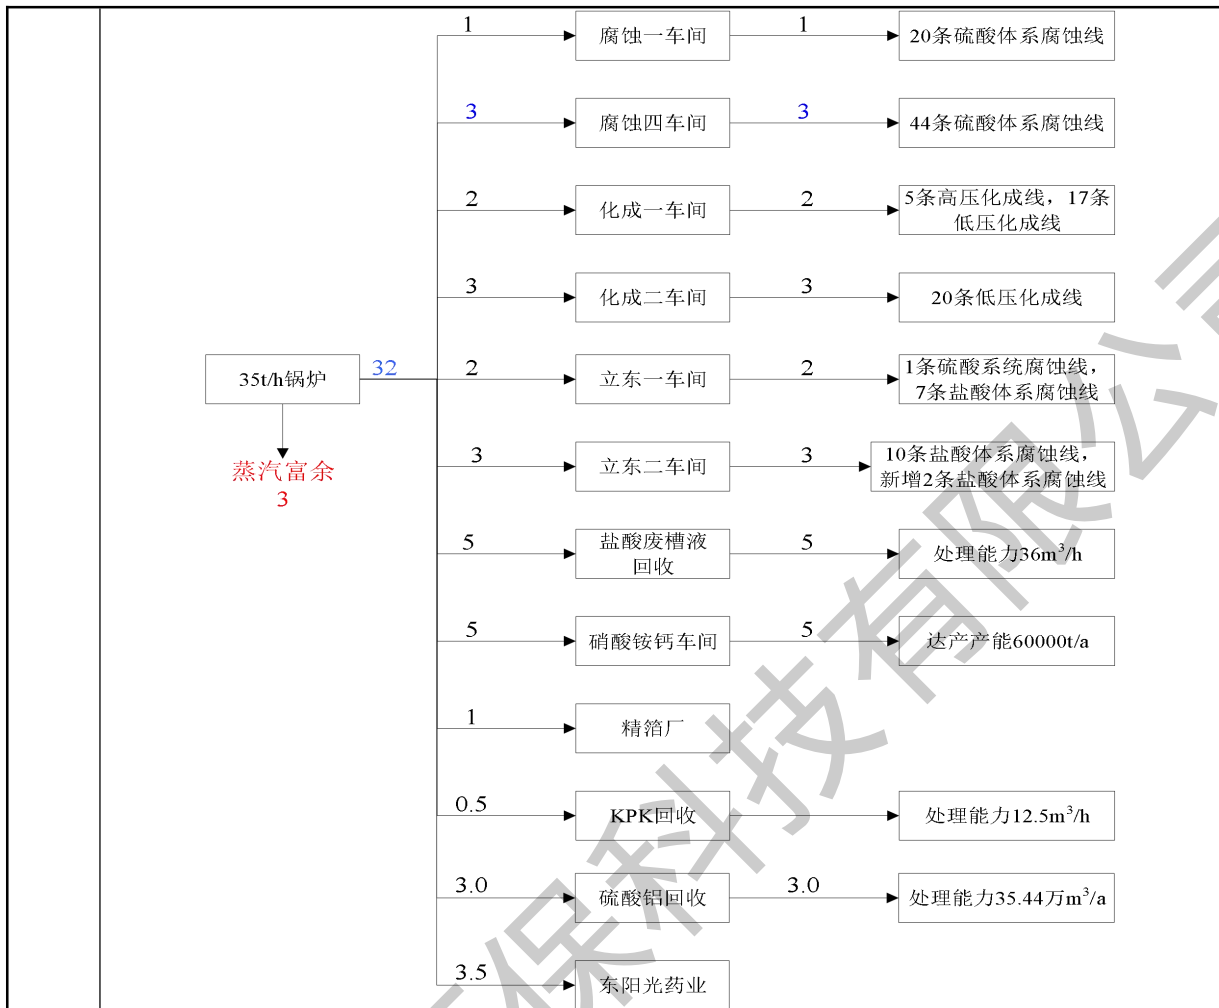 1
腐蚀一车间
1
20条硫酸体系腐蚀线
3
腐蚀四车间
3
44条硫酸体系腐蚀线
2
化成一车间
2
5条高压化成线，17条
低压化成线
3
化成二车间
3
20条低压化成线
35t/h锅炉
32
2
立东一车间
2
1条硫酸系统腐蚀线，
7条盐酸体系腐蚀线
蒸汽富余
3
3
立东二车间
3
10条盐酸体系腐蚀线，
新增2条盐酸体系腐蚀线
5
盐酸废槽液
回收
5
处理能力36m³/h
5
硝酸铵钙车间
5
达产产能60000t/a
1
精箔厂
0.5
KPK回收
处理能力12.5m³/h
3.0
硫酸铝回收
3.0
处理能力35.44万m³/a
3.5
东阳光药业
保科技有限公司